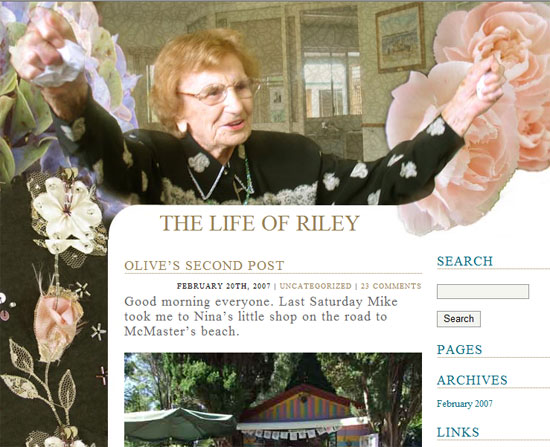 THE LIFE OF RILEY
OLIVE'S SECOND POST
FEBRUARY 20TH, 2007 | UNCATEGORIZED | 23 COMMENTS
Good morning everyone. Last Saturday Mike
took me to Nina's little shop on the road to
McMaster's beach.
SEARCH
Search
PAGES
ARCHIVES
February 2007
LINKS